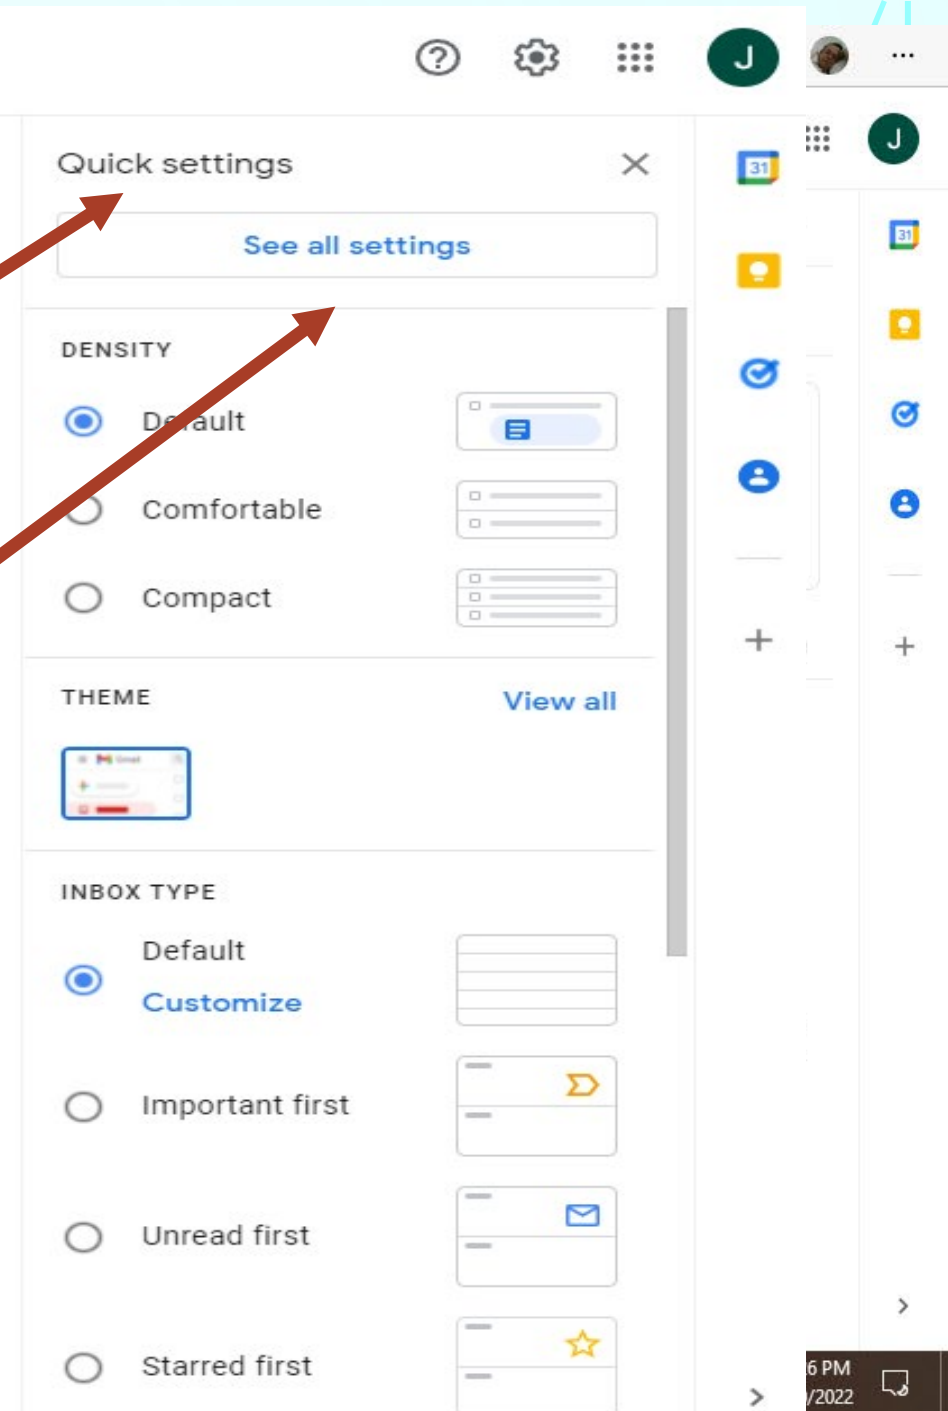 J
J
Quick settings
31
See all settings
31
DENSITY
Default
Comfortable
Compact
THEME
View all
Gmail
INBOX TYPE
Default
Customize
Important first
Unread first
Starred first
6 PM
/2022